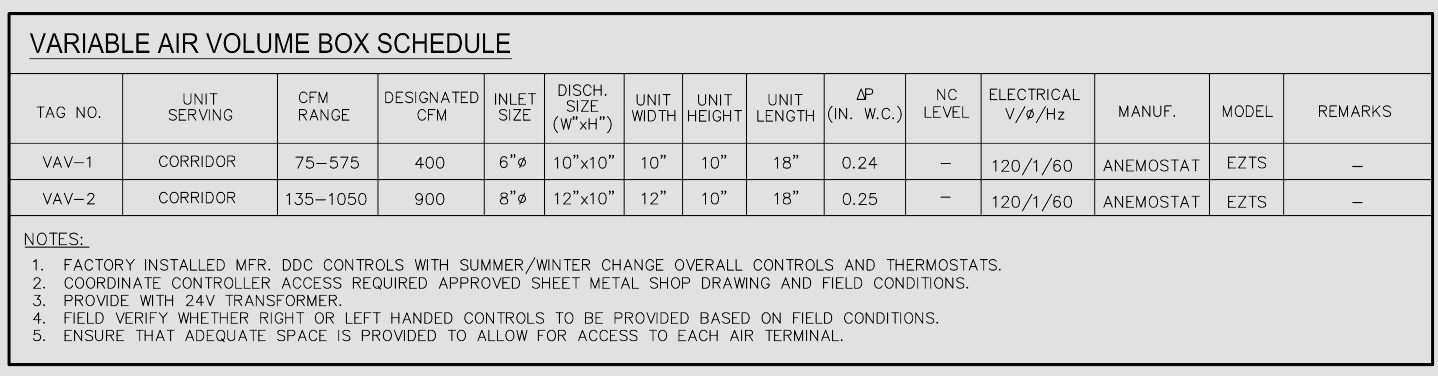 VARIABLE AIR VOLUME BOX SCHEDULE
TAG NO. UNIT SERVING CFM RANGE DESIGNATED CFM INLET SIZE DISCH. SIZE (W"xH") UNIT WIDTH UNIT HEIGHT UNIT LENGTH ΔP (IN. W.C.) NC LEVEL ELECTRICAL V/ø/Hz MANUF. MODEL REMARKS
VAV-1 CORRIDOR 75-575 400 6"ø 10"x10" 10" 10" 18" 0.24 - 120/1/60 ANEMOSTAT EZTS -
VAV-2 CORRIDOR 135-1050 900 8"ø 12"x10" 12" 10" 18" 0.25 - 120/1/60 ANEMOSTAT EZTS -
NOTES:
1. FACTORY INSTALLED MFR. DDC CONTROLS WITH SUMMER/WINTER CHANGE OVERALL CONTROLS AND THERMOSTATS.
2. COORDINATE CONTROLLER ACCESS REQUIRED APPROVED SHEET METAL SHOP DRAWING AND FIELD CONDITIONS.
3. PROVIDE WITH 24V TRANSFORMER.
4. FIELD VERIFY WHETHER RIGHT OR LEFT HANDED CONTROLS TO BE PROVIDED BASED ON FIELD CONDITIONS.
5. ENSURE THAT ADEQUATE SPACE IS PROVIDED TO ALLOW FOR ACCESS TO EACH AIR TERMINAL.